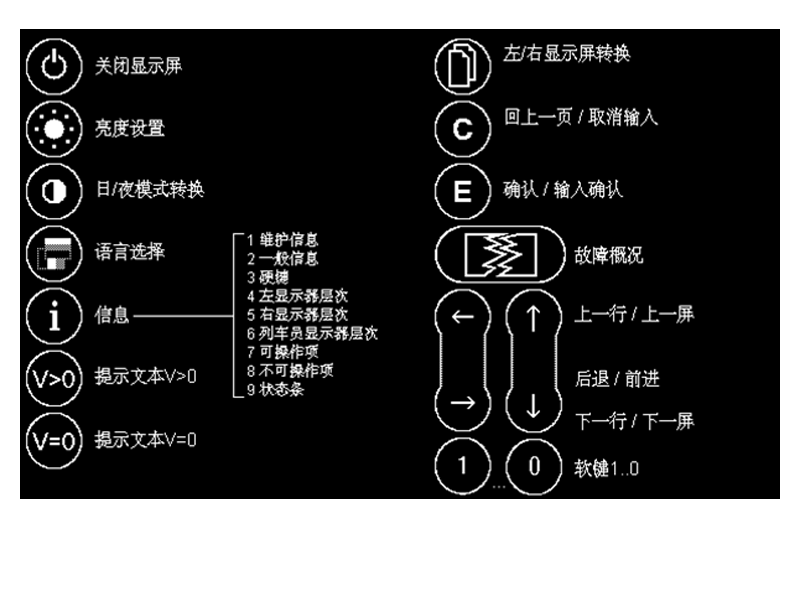 关闭显示屏
亮度设置
日/夜模式转换
语言选择
i 信息
1 维护信息
2 一般信息
3 硬键
4 左显示器层次
5 右显示器层次
6 列车员显示器层次
7 可操作项
8 不可操作项
9 状态条
V>0 提示文本V>0
V=0 提示文本V=0
左/右显示屏转换
C 回上一页 / 取消输入
E 确认 / 输入确认
故障概况
← ↑ 上一行 / 上一屏
后退 / 前进
→ ↓ 下一行 / 下一屏
1 ... 0 软键1..0